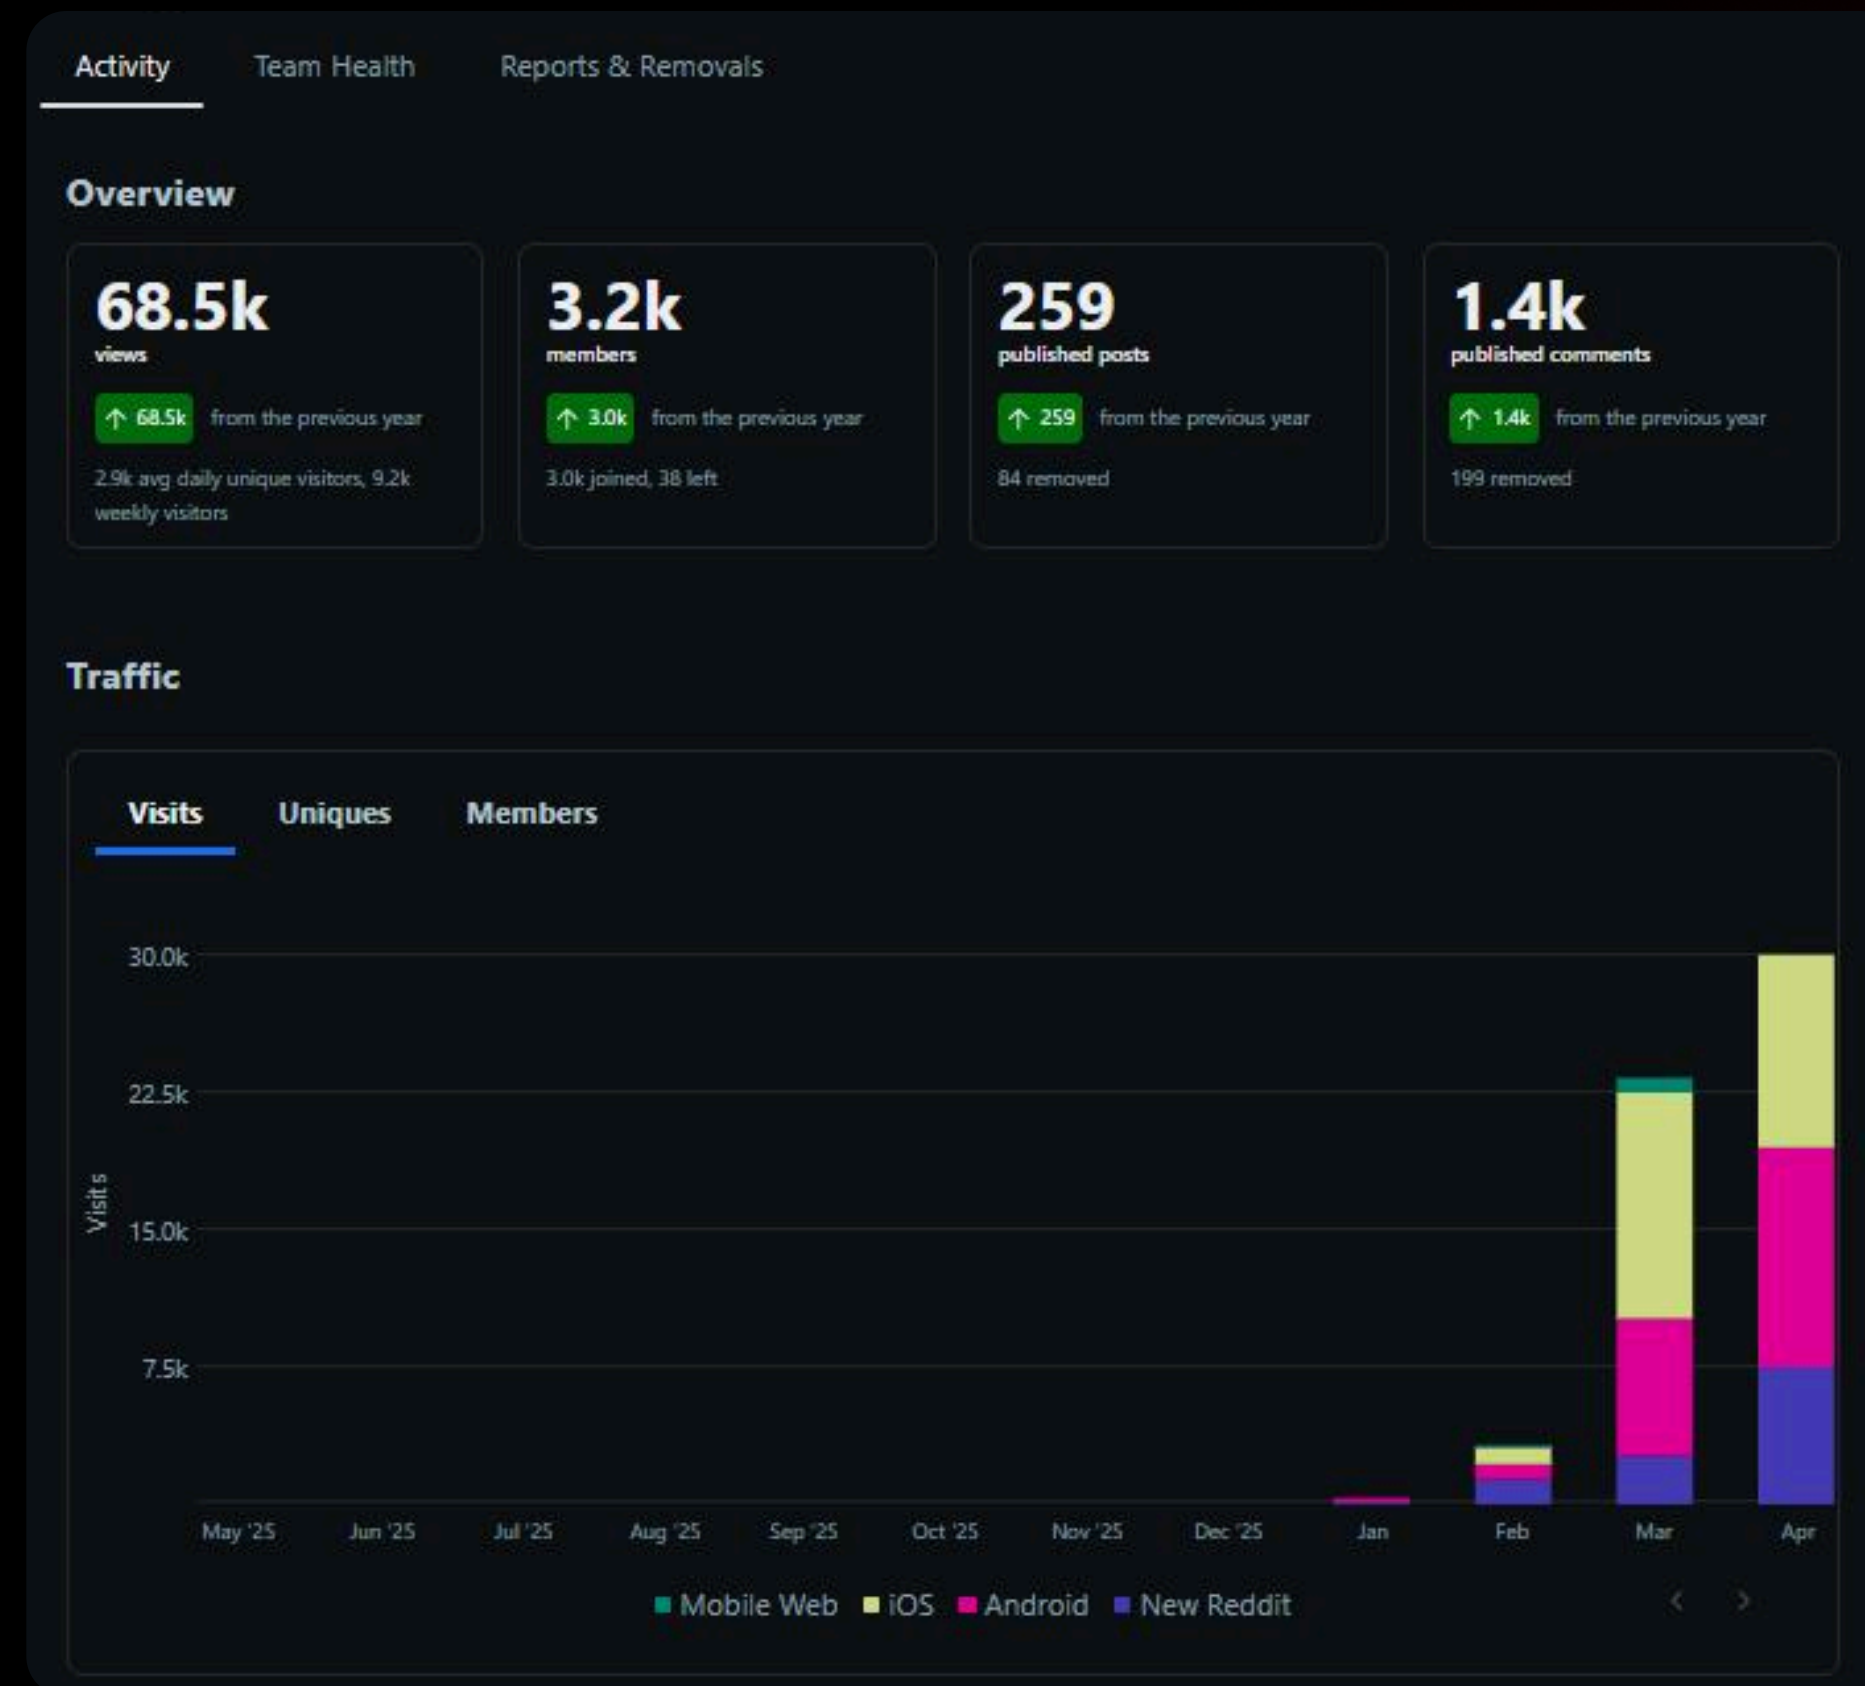 Activity Team Health Reports & Removals
Overview
68.5k
views
↑ 68.5k from the previous year
2.9k avg daily unique visitors, 9.2k
weekly visitors
3.2k
members
↑ 3.0k from the previous year
3.0k joined, 38 left
259
published posts
↑ 259 from the previous year
84 removed
1.4k
published comments
↑ 1.4k from the previous year
199 removed
Traffic
Visits Uniques Members
30.0k
22.5k
15.0k
7.5k
Visits
May '25 Jun '25 Jul '25 Aug '25 Sep '25 Oct '25 Nov '25 Dec '25 Jan Feb Mar Apr
Mobile Web iOS Android New Reddit